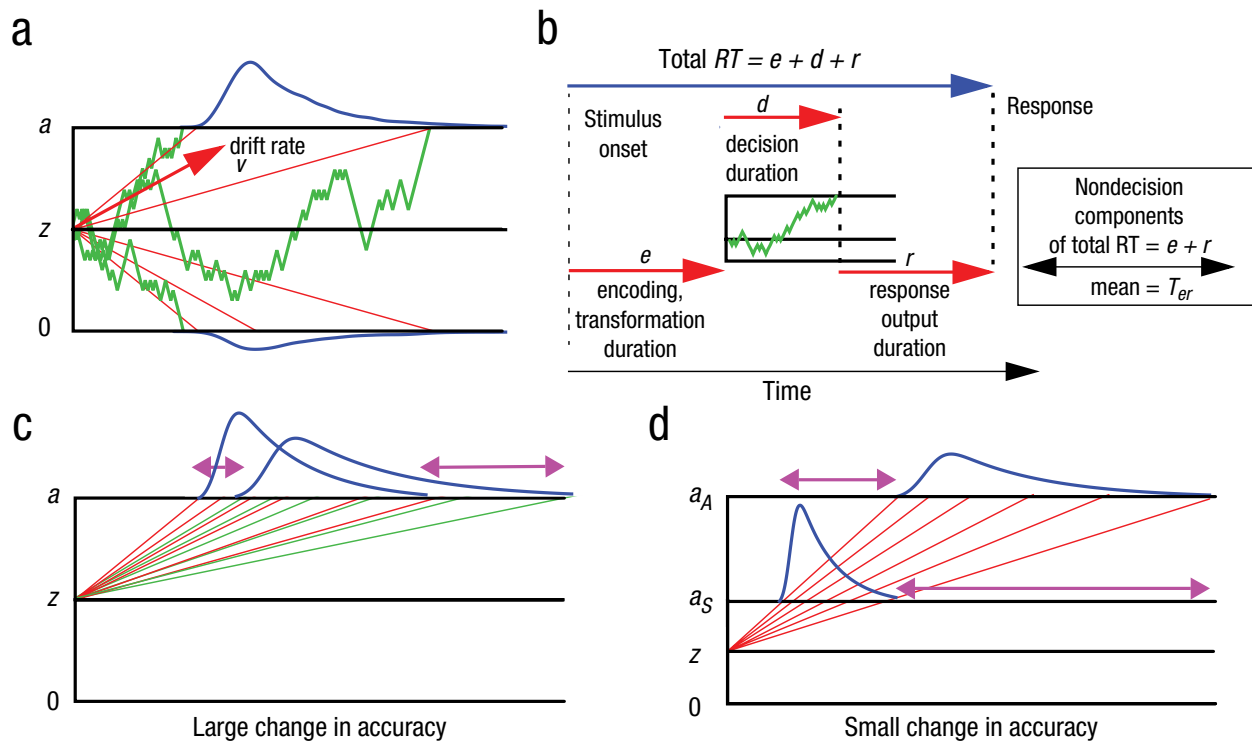 a
a
z
0
drift rate
v
b
Total RT = e + d + r
Stimulus
onset
d
decision
duration
Response
e
encoding,
transformation
duration
r
response
output
duration
Time
Nondecision
components
of total RT = e + r
mean = Ter
c
a
z
0
Large change in accuracy
d
aA
aS
z
0
Small change in accuracy